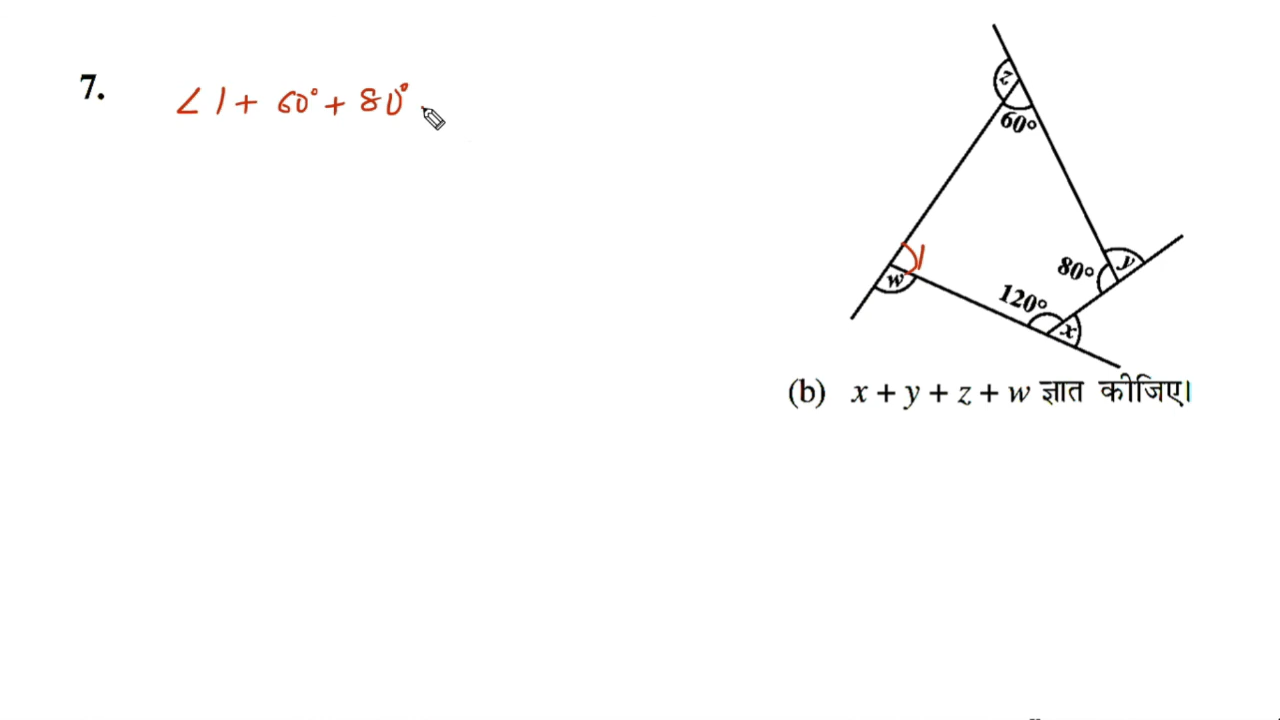 7. ∠1 + 60° + 80°
z
60°
1
w
80°
y
120°
x
(b) x + y + z + w ज्ञात कीजिए।